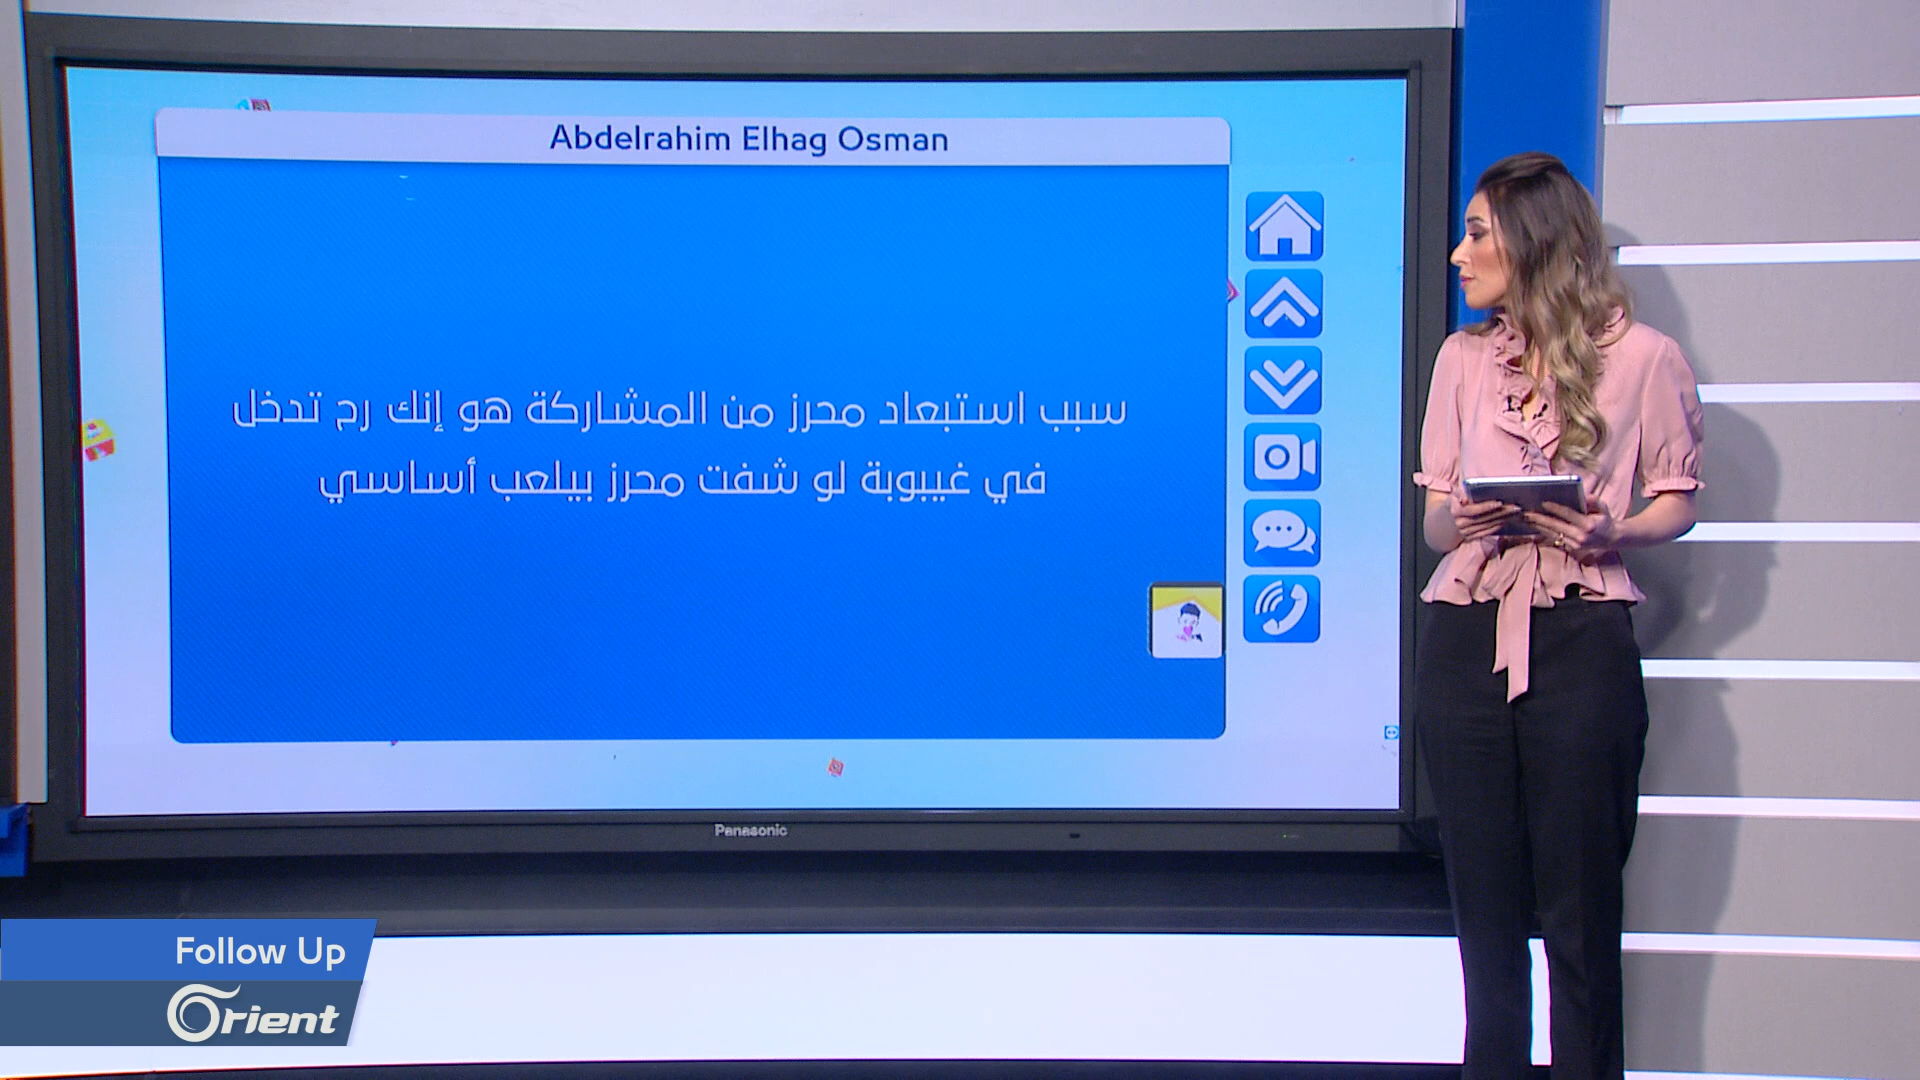 Abdelrahim Elhag Osman
سبب استبعاد محرز من المشاركة هو إنك رح تدخل
في غيبوبة لو شفت محرز بيلعب أساسي
Panasonic
Follow Up
Orient